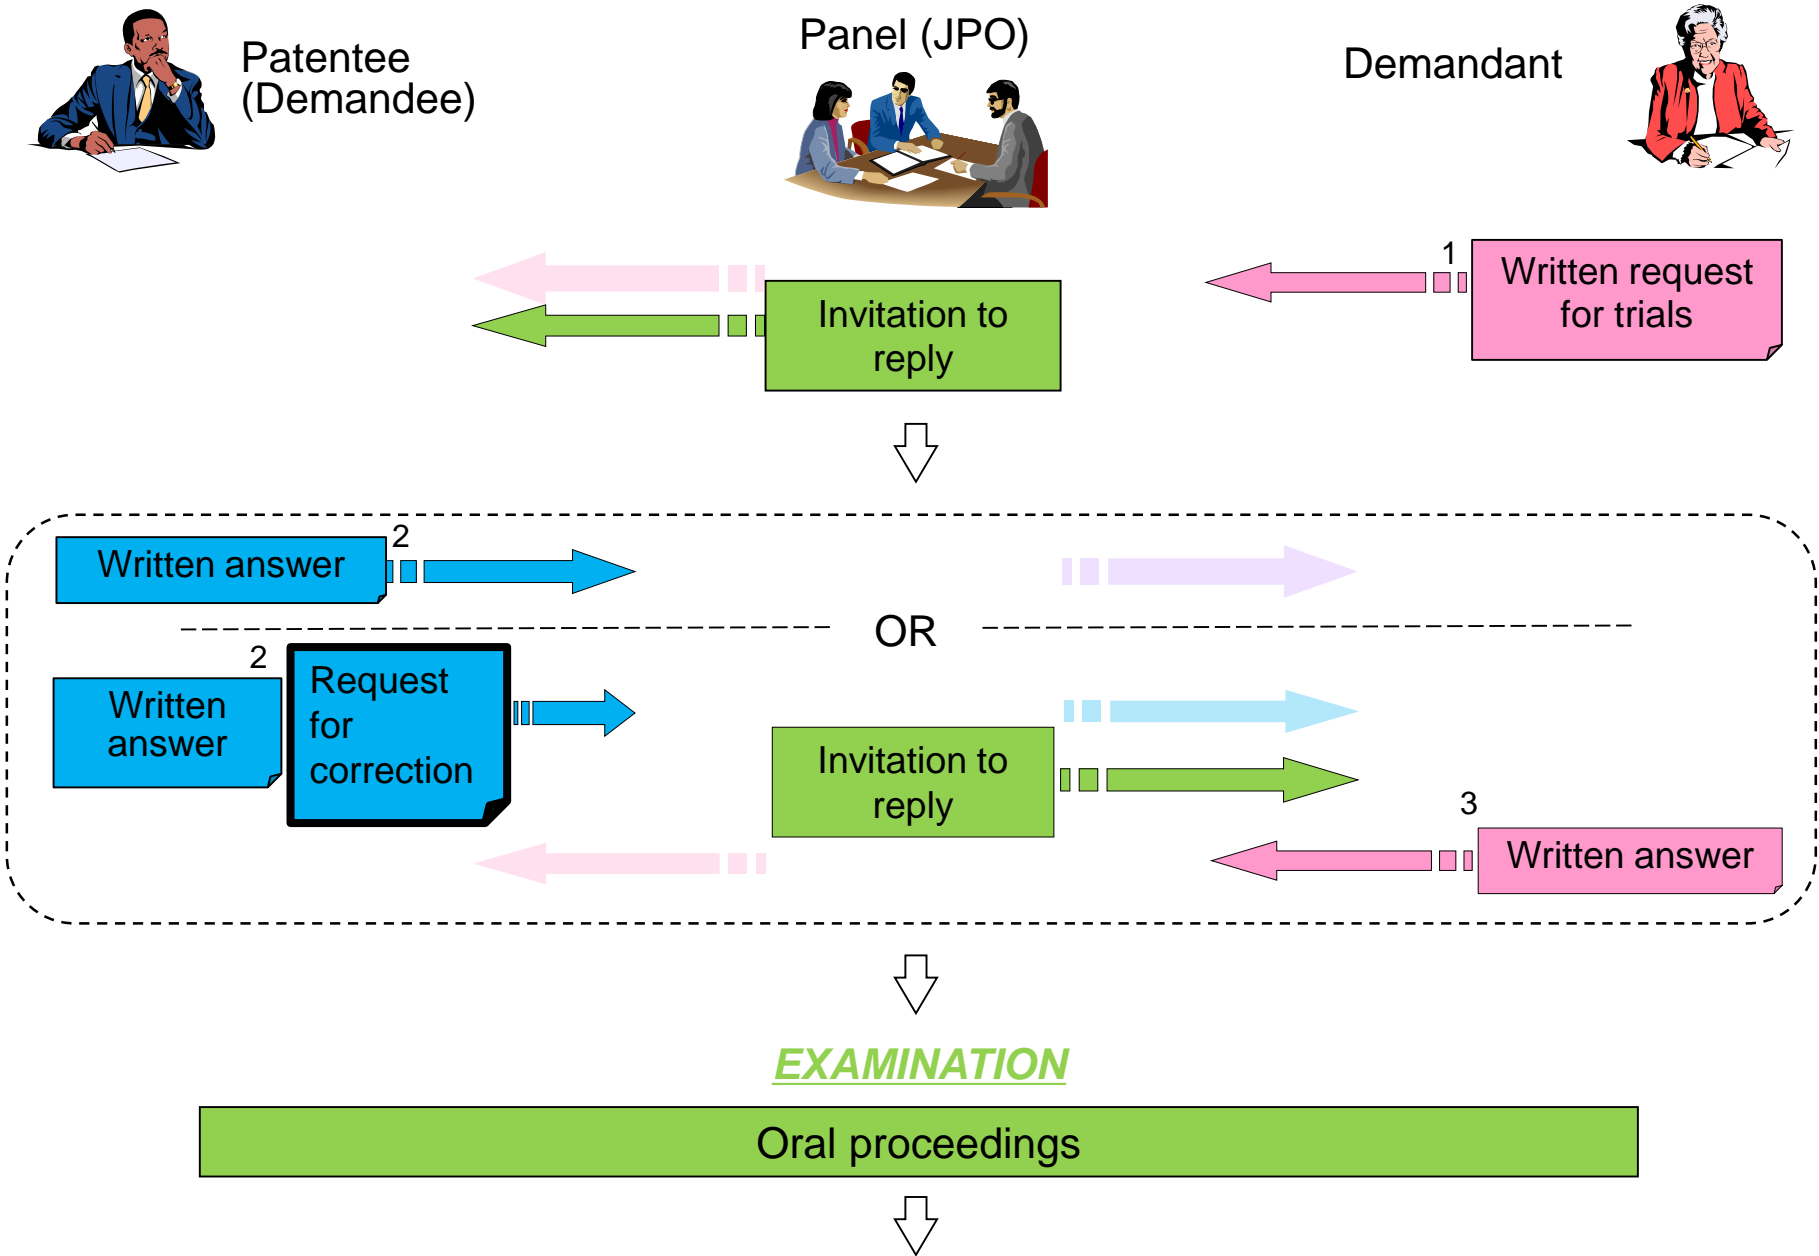 Patentee
(Demandee)
Panel (JPO)
Demandant
1
Written request
for trials
Invitation to
reply
Written answer
2
OR
2
Written
answer
Request
for
correction
Invitation to
reply
3
Written answer
EXAMINATION
Oral proceedings